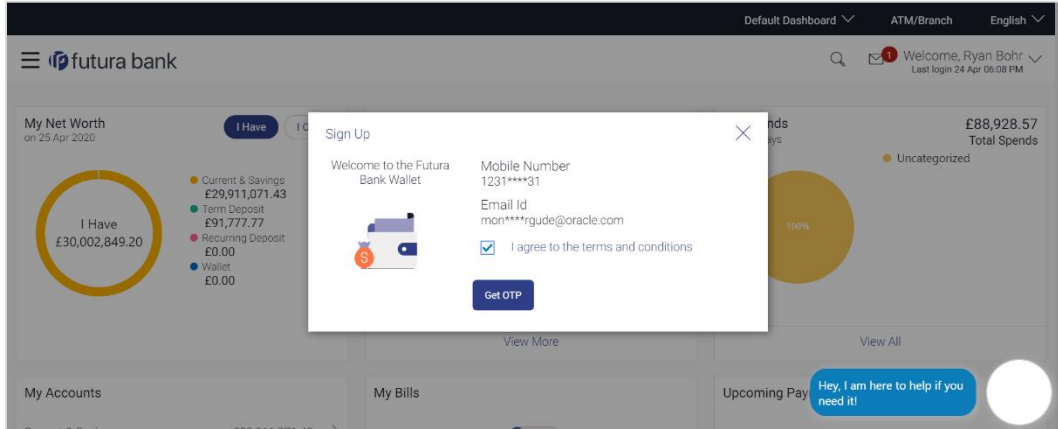 Default Dashboard
ATM/Branch
English
futura bank
1
Welcome, Ryan Bohr
Last login 24 Apr 06:08 PM
My Net Worth
on 25 Apr 2020
I Have
I Have
£30,002,849.20
Current & Savings
£29,911,071.43
Term Deposit
£91,777.77
Recurring Deposit
£0.00
Wallet
£0.00
Sign Up
Welcome to the Futura
Bank Wallet
Mobile Number
1231****31
Email Id
mon****rgude@oracle.com
I agree to the terms and conditions
Get OTP
View More
£88,928.57
Total Spends
Uncategorized
100%
View All
My Accounts
My Bills
Upcoming
Hey, I am here to help if you
need it!